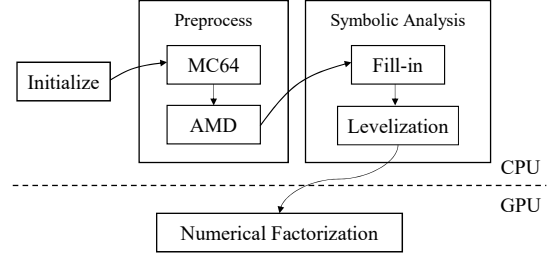 Preprocess
Symbolic Analysis
Initialize
MC64
Fill-in
AMD
Levelization
CPU
GPU
Numerical Factorization